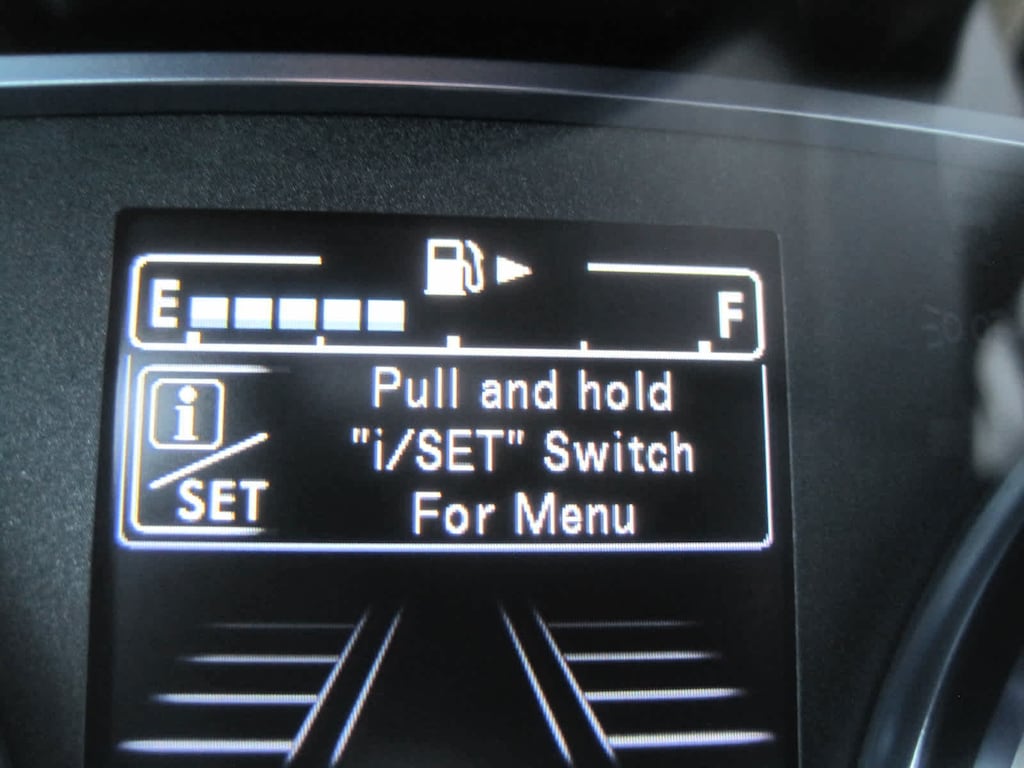 E F
i
SET
Pull and hold
"i/SET" Switch
For Menu